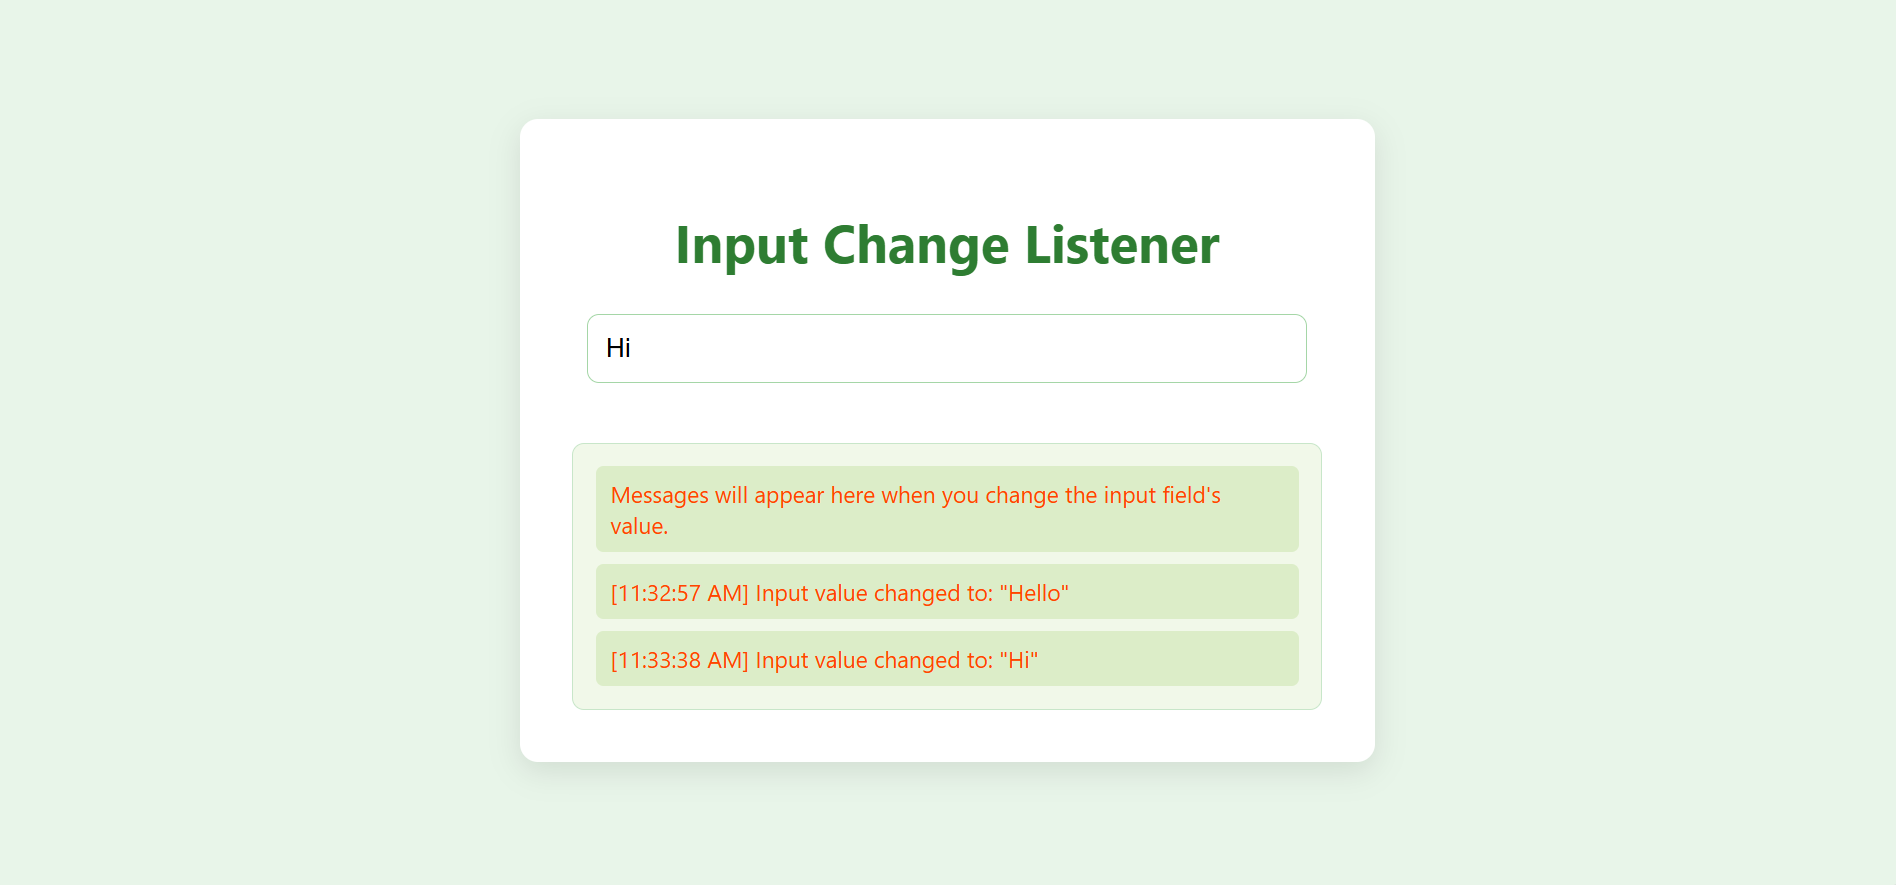 Input Change Listener
Hi
Messages will appear here when you change the input field's
value.
[11:32:57 AM] Input value changed to: "Hello"
[11:33:38 AM] Input value changed to: "Hi"